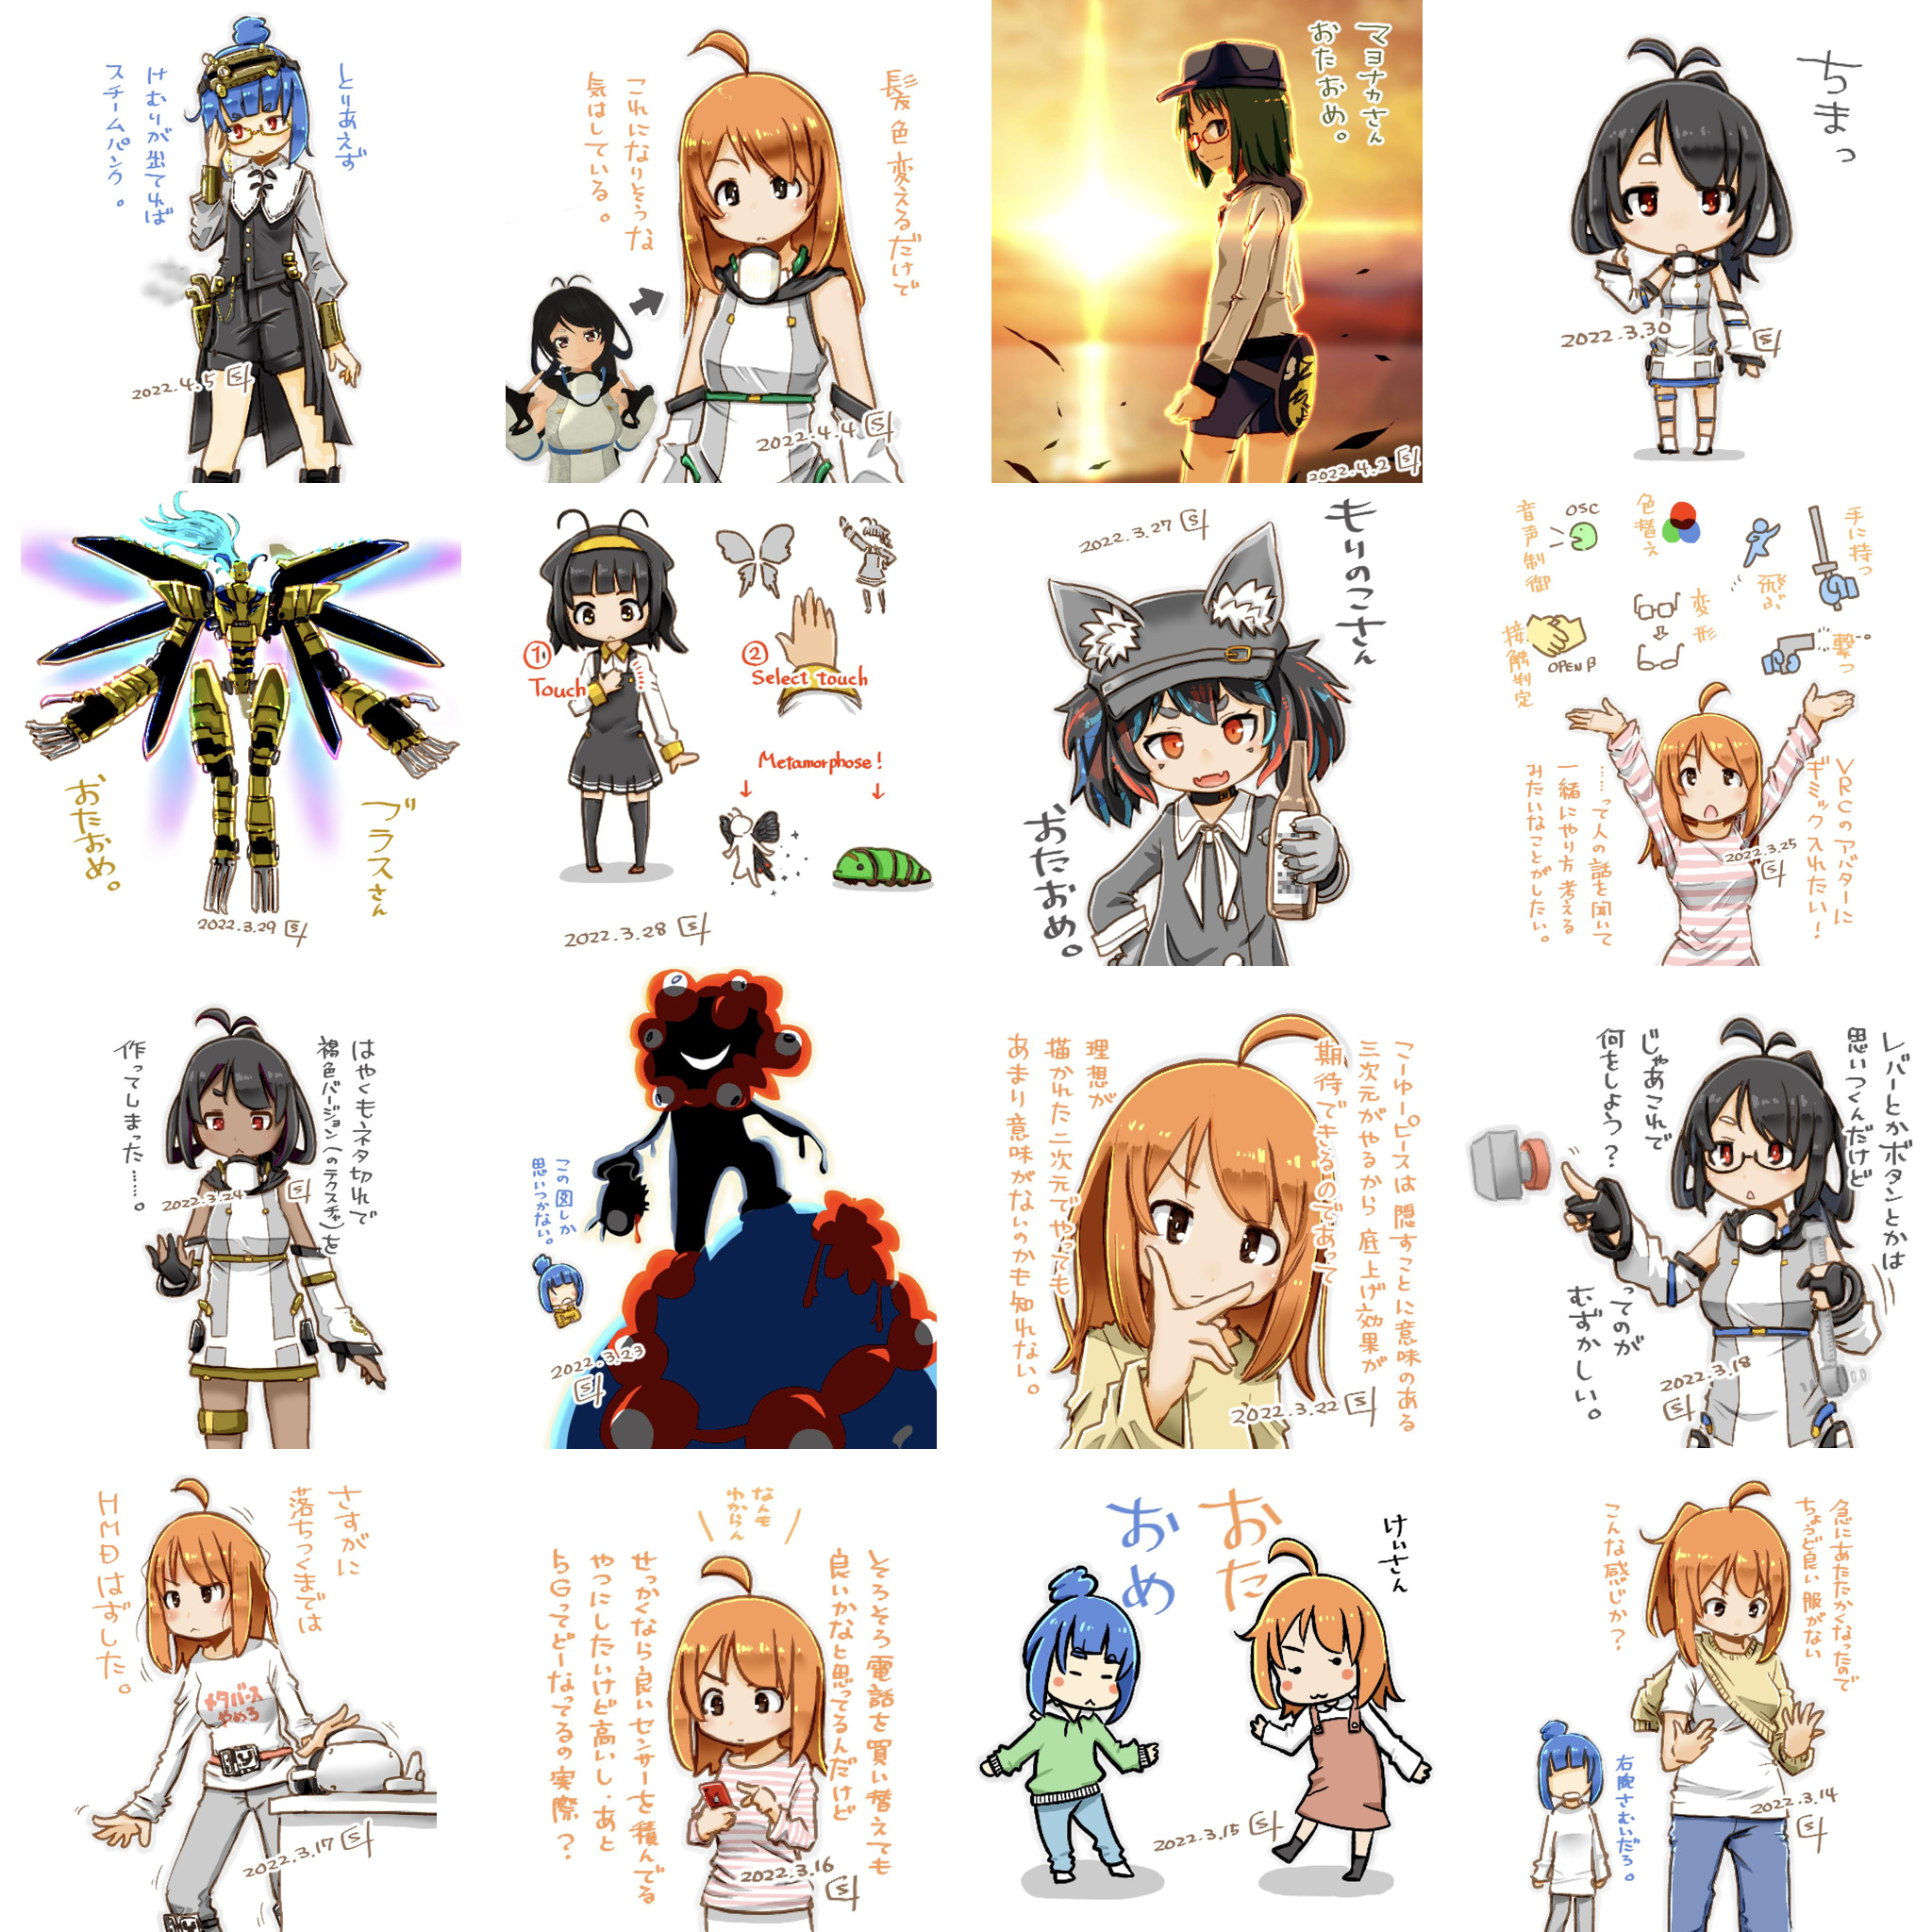 とりあえず
けむりが出てれば
スチームパンク。
2022.4.5
髪色変えるだけで
これになりそうな
気はしている。
2022.4.4
マヨナカさん
おたおめ。
2022.4.2
ちまっ
2022.3.30
ブラスさん
おたおめ。
2022.3.29
① Touch
② Select touch
Metamorphose!
2022.3.28
2022.3.27
もりのこさん
おたおめ。
手に持つ
飛ぶ
色替え
OSC
音声制御
撃つ
変形
OPEN β
接触判定
VRCのアバターに
ギミック入れたい!
……って人の話を聞いて
一緒にやり方考える
みたいなことがしたい。
2022.3.25
はやくもネタ切れで
褐色バージョン(のテクスチャ)を
作ってしまった……。
2022.3.24
この図しか
思いつかない。
2022.3.23
こーゆーピースは隠すことに意味のある
三次元がやるから底上げ効果が
期待できるのであって
理想が
描かれた二次元でやっても
あまり意味がないのかも知れない。
2022.3.22
レバーとかボタンとかは
思いつくんだけど
じゃあこれで
何をしよう?
ってのが
むずかしい。
2022.3.18
さすがに
落ちつくまでは
HMDはずした。
メタバース
やめろ
2022.3.17
なんも
わからん
そろそろ電話を買い替えても
良いかなと思ってるんだけど
せっかくなら良いセンサーを積んでる
やつにしたいけど高いし、あと
5Gってどーなってるの実際?
2022.3.16
けいさん
おた
おめ
2022.3.15
急にあたたかくなったので
ちょうど良い服がない
こんな感じか?
右腕さむいだろ。
2022.3.14